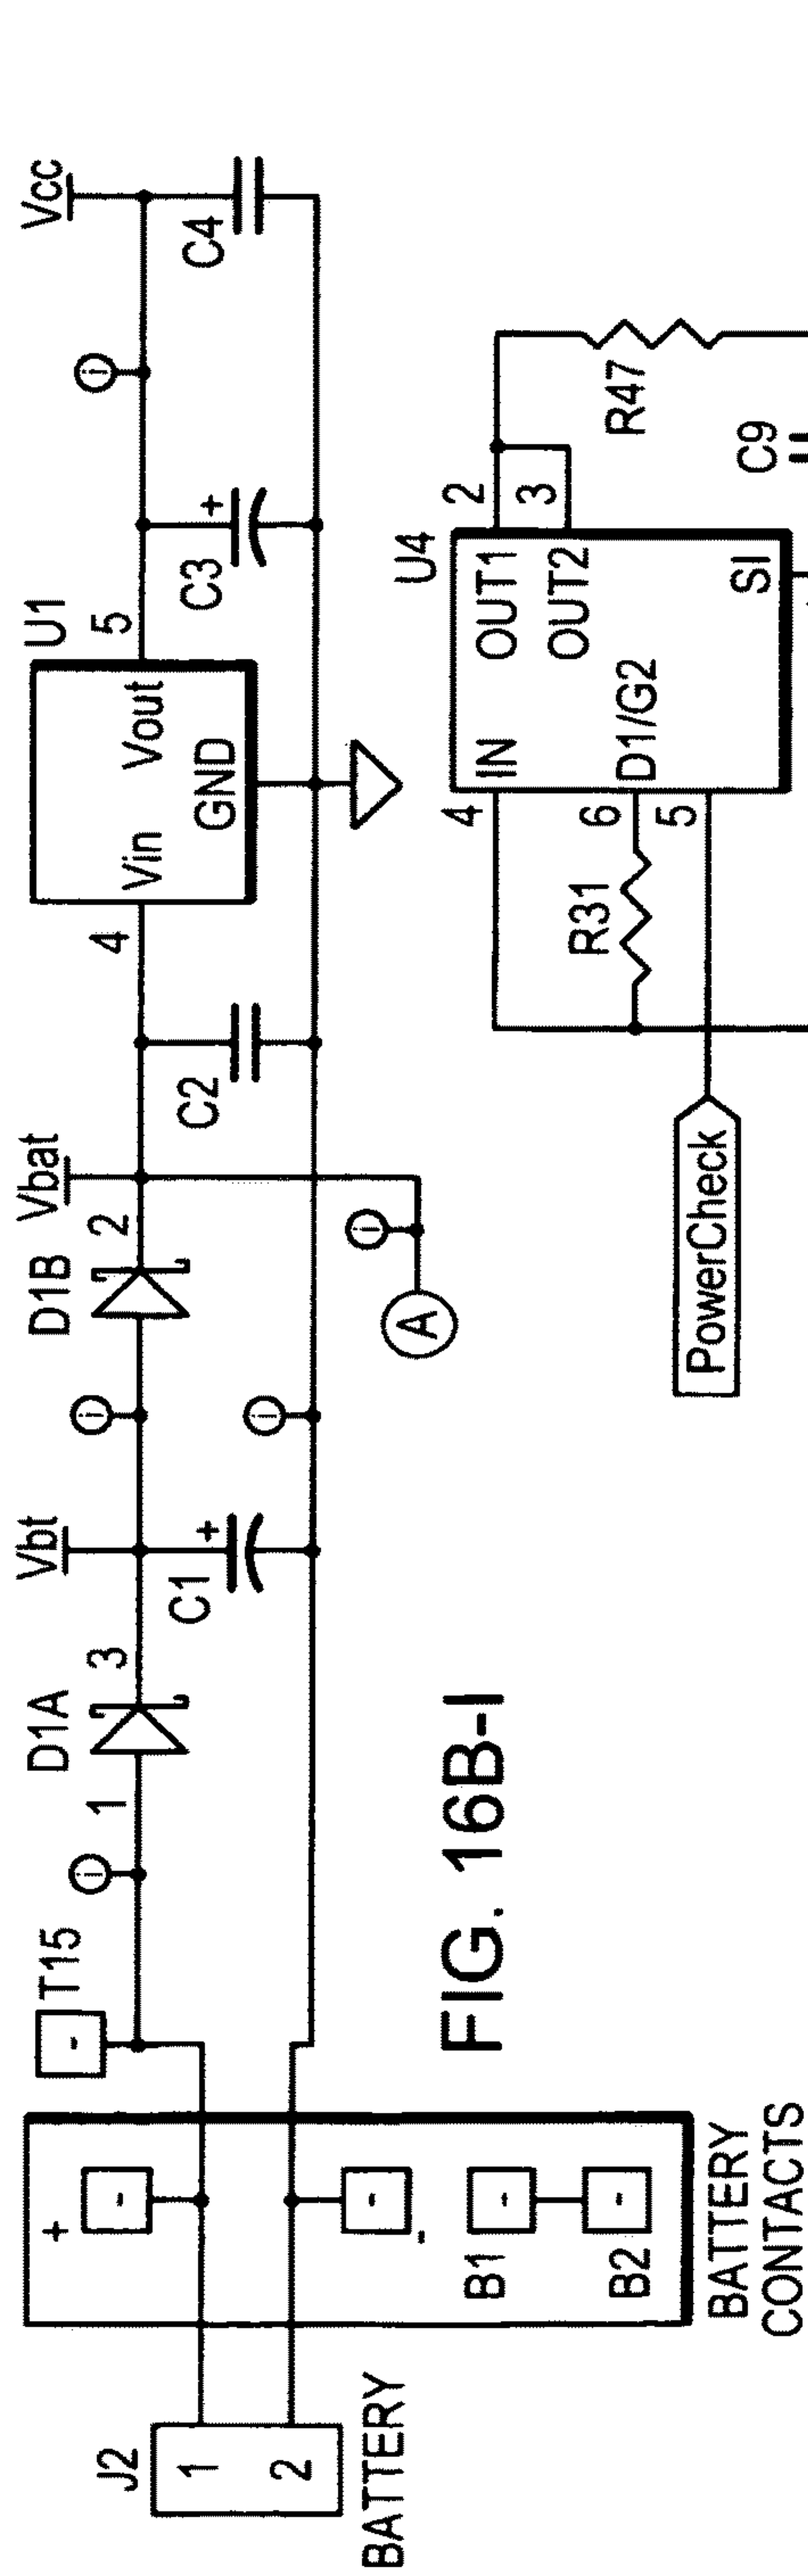 J2
1
2
BATTERY
+
-
-
-
B1
-
B2
-
BATTERY
CONTACTS
T15
-
i
1
D1A
3
Vbt
C1
+
i
i
D1B
2
Vbat
i
A
C2
4
U1
Vin
Vout
GND
5
C3
+
i
C4
Vcc
PowerCheck
R31
4
6
5
U4
IN
OUT1
OUT2
D1/G2
SI
2
3
R47
C9
FIG. 16B-I